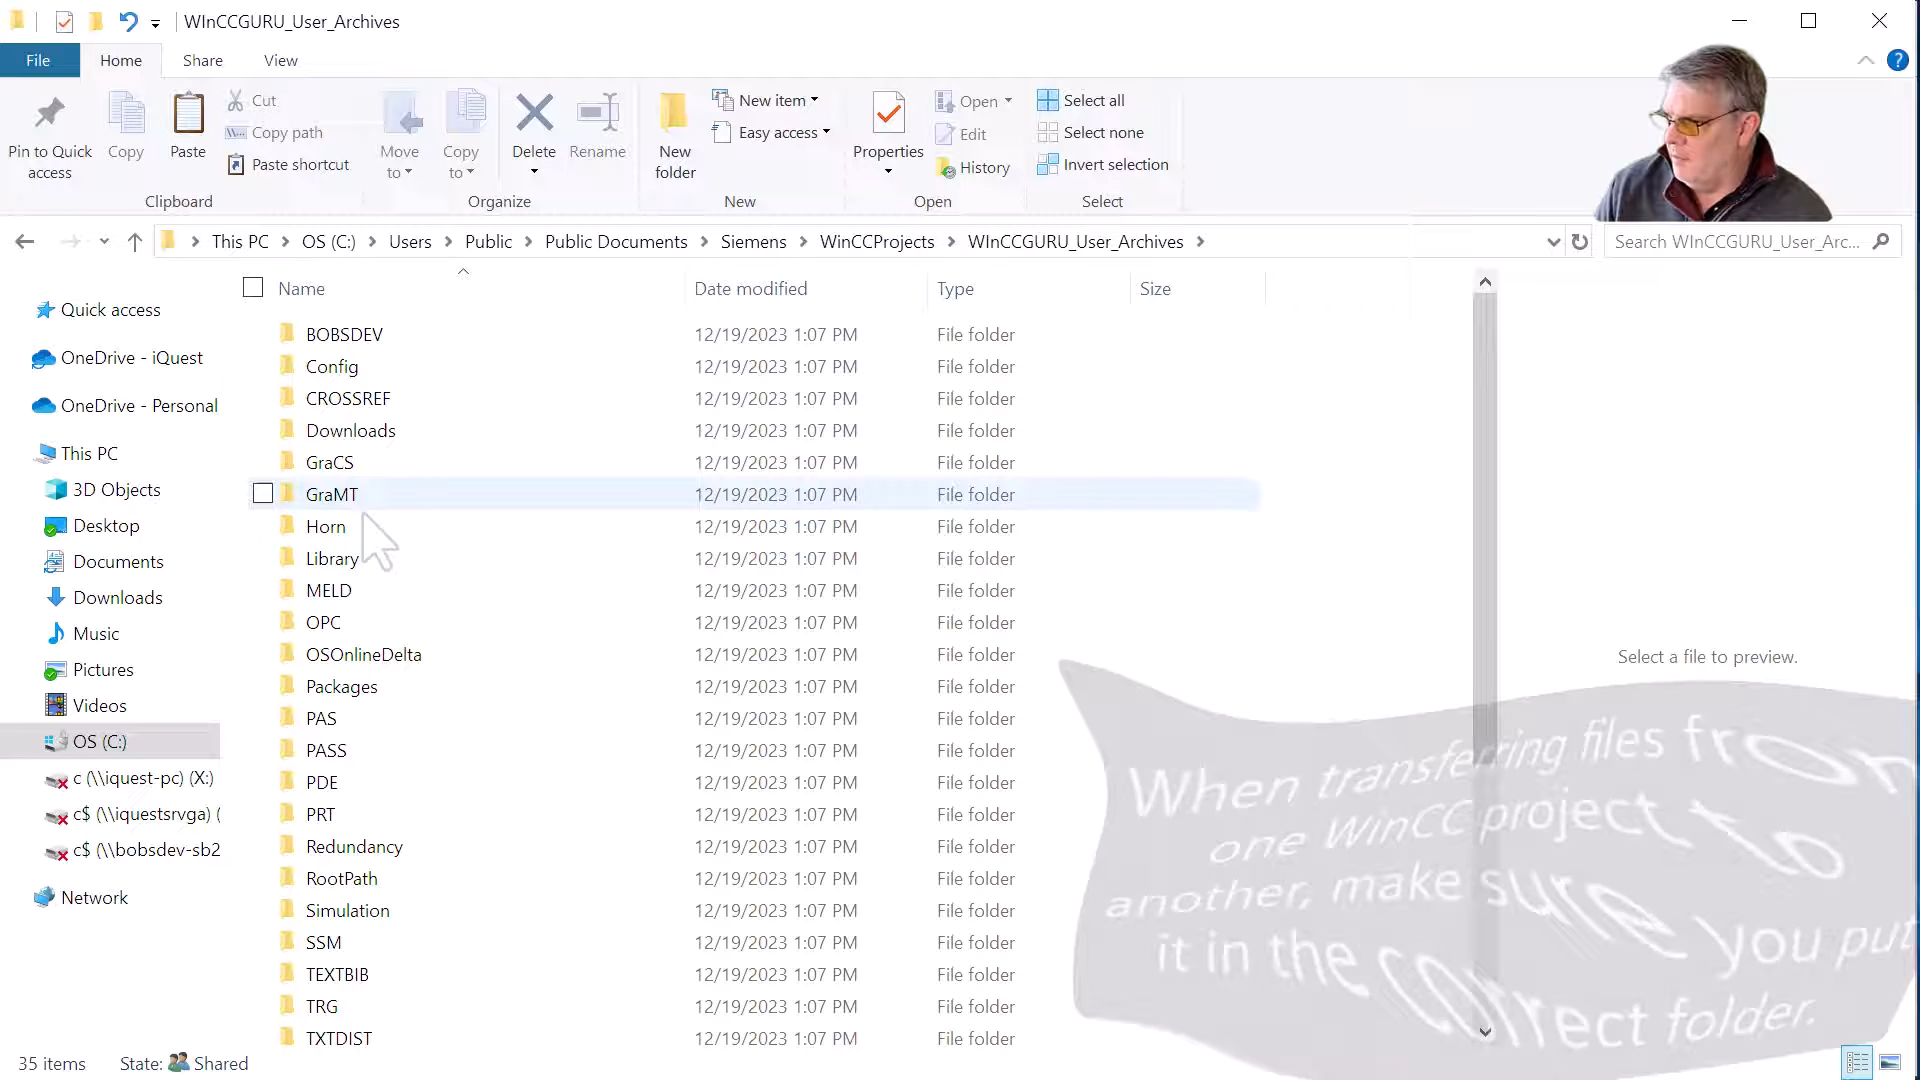 WInCCGURU_User_Archives
File Home Share View
Pin to Quick access
Copy
Paste
Cut
Copy path
Paste shortcut
Clipboard
Move to
Copy to
Delete
Rename
Organize
New folder
New item
Easy access
New
Properties
Open
Edit
History
Open
Select all
Select none
Invert selection
Select
This PC OS (C:) Users Public Public Documents Siemens WinCCProjects WInCCGURU_User_Archives
Search WInCCGURU_User_Arc...
Quick access
OneDrive - iQuest
OneDrive - Personal
This PC
3D Objects
Desktop
Documents
Downloads
Music
Pictures
Videos
OS (C:)
c (\\iquest-pc) (X:)
c$ (\\iquestsrvga) (
c$ (\\bobsdev-sb2
Network
Name Date modified Type Size
BOBSDEV 12/19/2023 1:07 PM File folder
Config 12/19/2023 1:07 PM File folder
CROSSREF 12/19/2023 1:07 PM File folder
Downloads 12/19/2023 1:07 PM File folder
GraCS 12/19/2023 1:07 PM File folder
GraMT 12/19/2023 1:07 PM File folder
Horn 12/19/2023 1:07 PM File folder
Library 12/19/2023 1:07 PM File folder
MELD 12/19/2023 1:07 PM File folder
OPC 12/19/2023 1:07 PM File folder
OSOnlineDelta 12/19/2023 1:07 PM File folder
Packages 12/19/2023 1:07 PM File folder
PAS 12/19/2023 1:07 PM File folder
PASS 12/19/2023 1:07 PM File folder
PDE 12/19/2023 1:07 PM File folder
PRT 12/19/2023 1:07 PM File folder
Redundancy 12/19/2023 1:07 PM File folder
RootPath 12/19/2023 1:07 PM File folder
Simulation 12/19/2023 1:07 PM File folder
SSM 12/19/2023 1:07 PM File folder
TEXTBIB 12/19/2023 1:07 PM File folder
TRG 12/19/2023 1:07 PM File folder
TXTDIST 12/19/2023 1:07 PM File folder
Select a file to preview.
When transferring files from
one WinCC project to
another, make sure you put
it in the correct folder.
35 items State: Shared